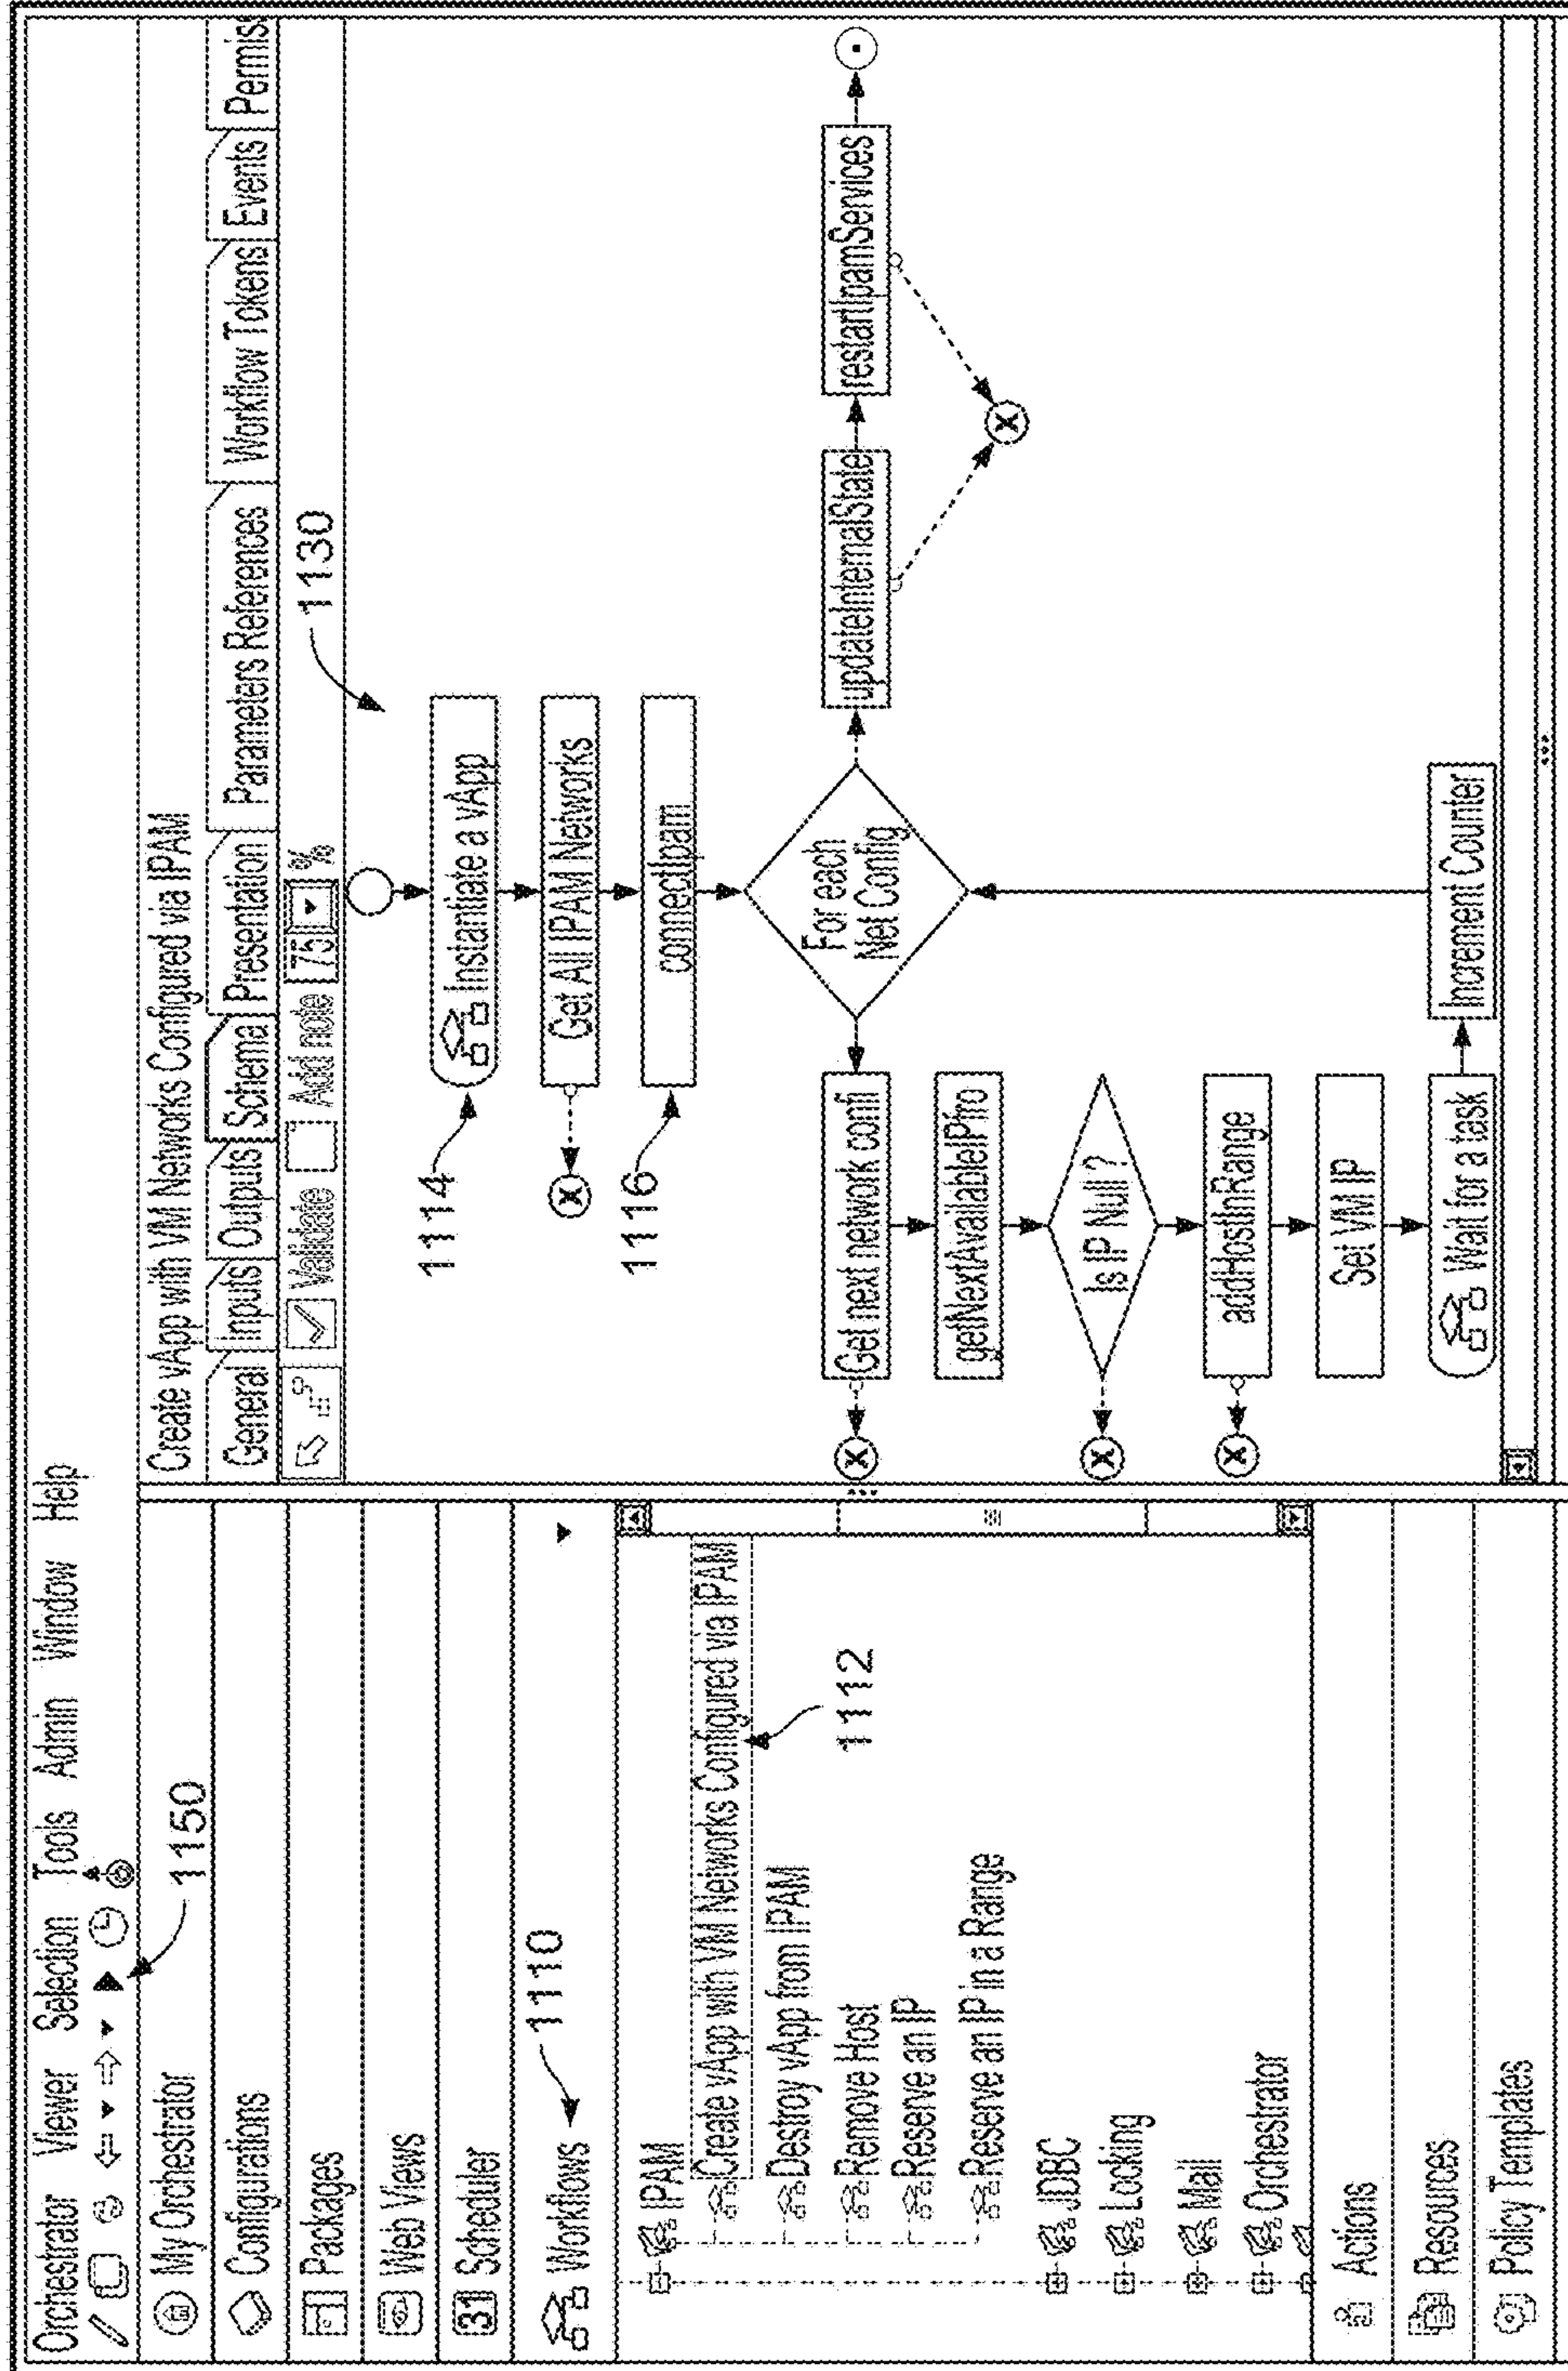 Orchestrator Viewer Selection Tools Admin Window Help
1150
My Orchestrator
Configurations
Packages
Web Views
31 Scheduler
Workflows
1110
IPAM
Create vApp with VM Networks Configured via IPAM
Destroy vApp from IPAM
Remove Host
Reserve an IP
Reserve an IP in a Range
1112
JDBC
Locking
Mail
Orchestrator
Actions
Resources
Policy Templates
Create vApp with VM Networks Configured via IPAM
General Inputs Outputs Schema Presentation Parameters References Workflow Tokens Events Permis
Validate Add note 75 %
1130
1114
Instantiate a vApp
Get All IPAM Networks
X
1116
connectIpam
For each
Net Config
updateInternalState
restartIpamServices
X
X
Get next network confi
getNextAvailableIPfro
X
Is IP Null ?
X
addHostInRange
Set VM IP
Wait for a task
Increment Counter